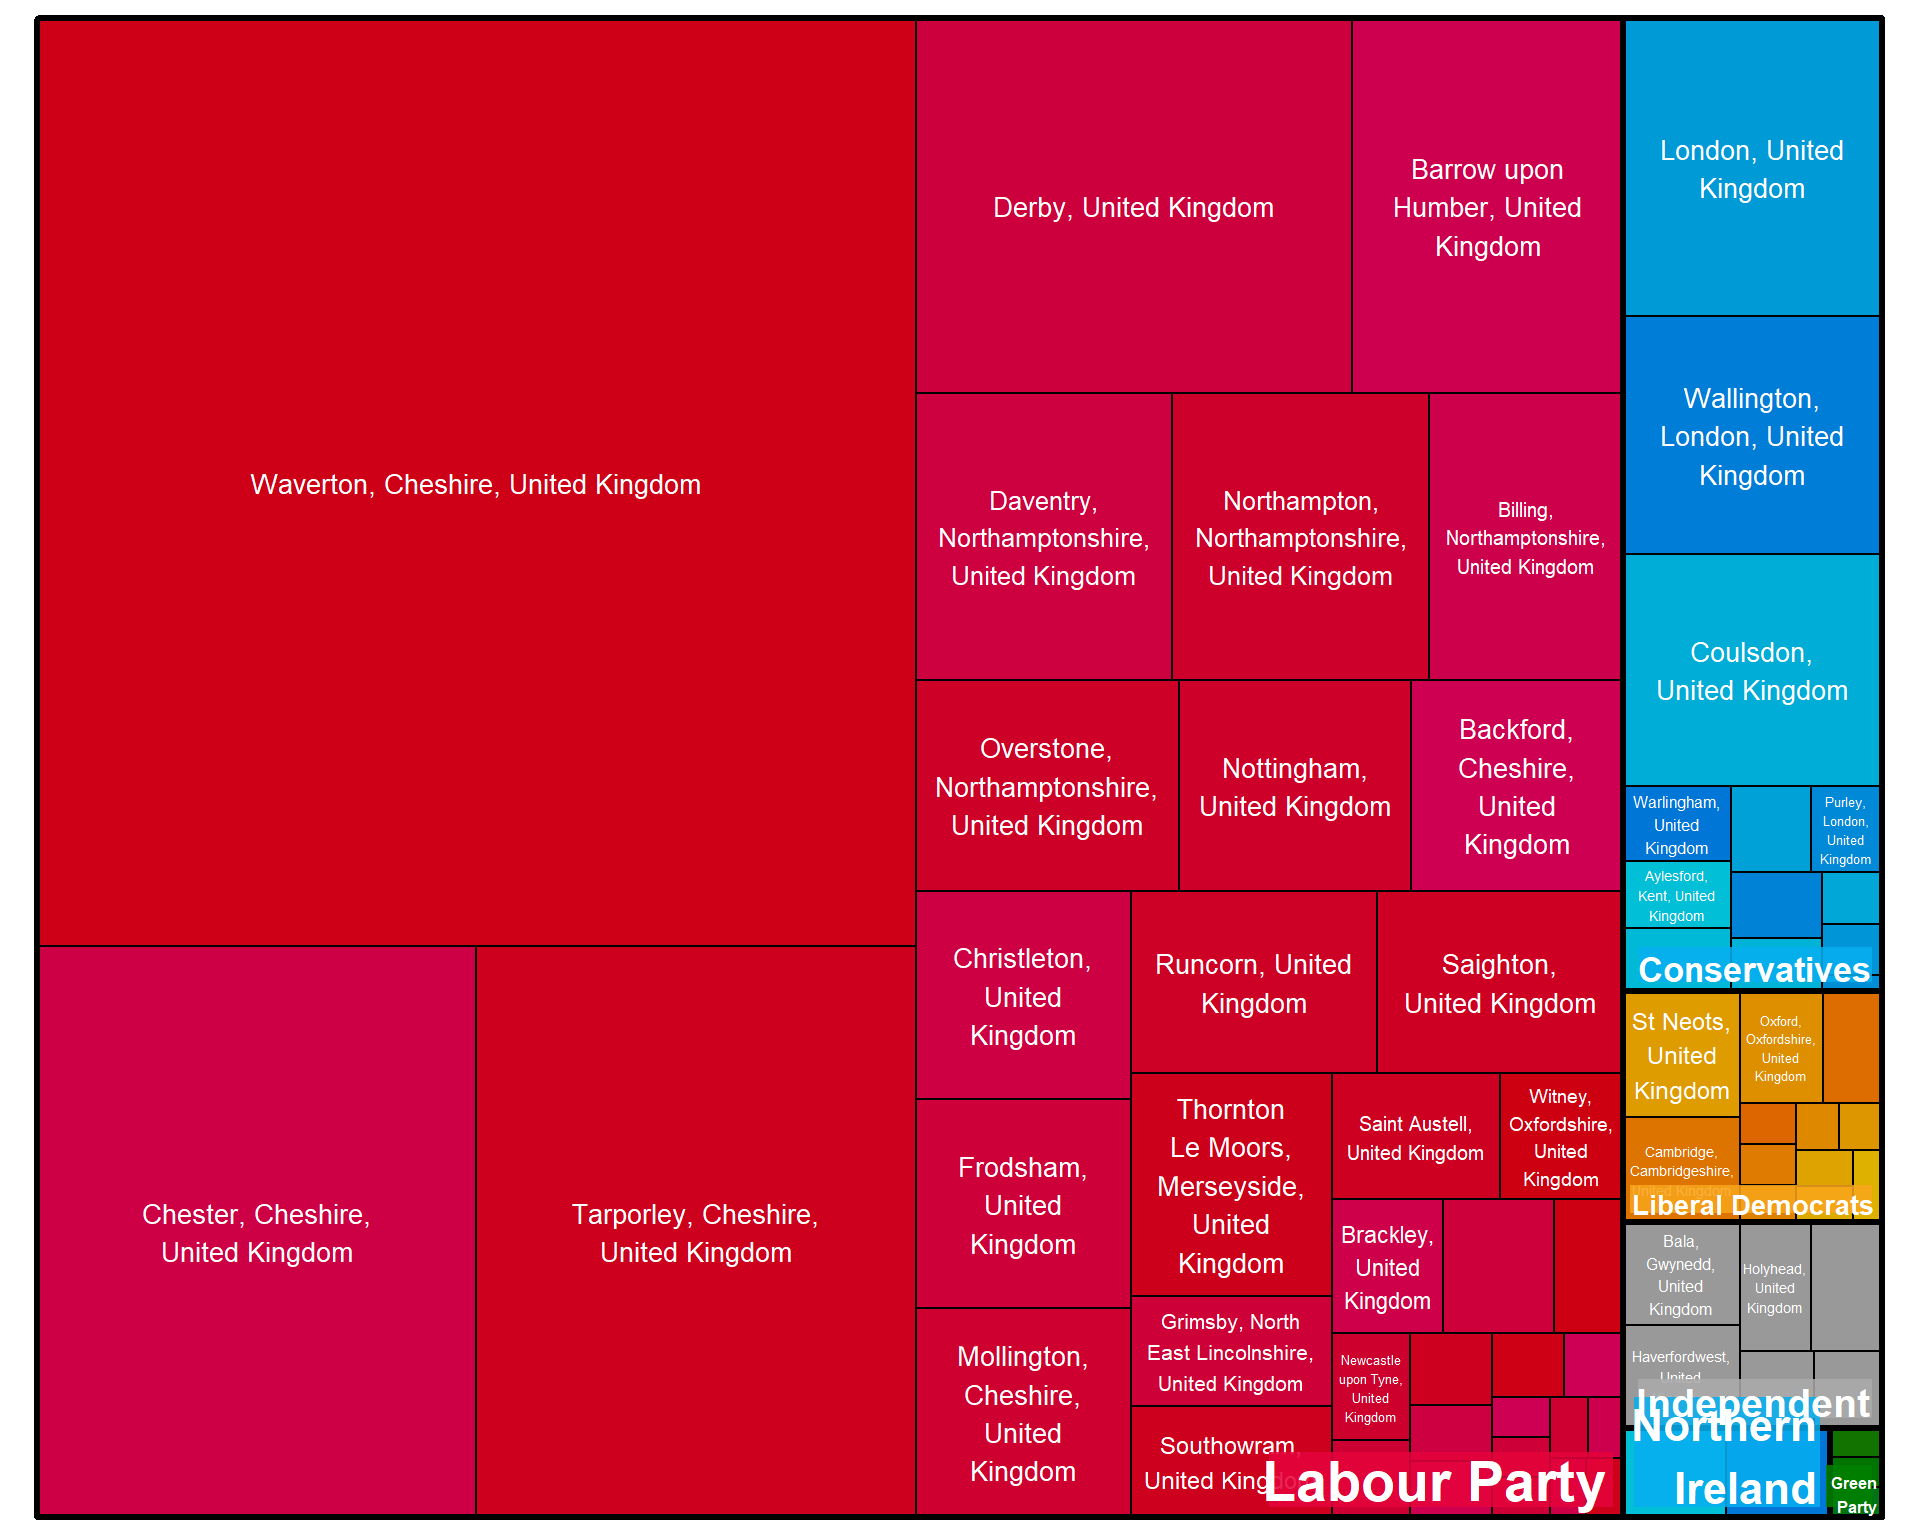 Waverton, Cheshire, United Kingdom
Chester, Cheshire,
United Kingdom
Tarporley, Cheshire,
United Kingdom
Derby, United Kingdom
Barrow upon
Humber, United
Kingdom
Daventry,
Northamptonshire,
United Kingdom
Northampton,
Northamptonshire,
United Kingdom
Billing,
Northamptonshire,
United Kingdom
Overstone,
Northamptonshire,
United Kingdom
Nottingham,
United Kingdom
Backford,
Cheshire,
United
Kingdom
Christleton,
United
Kingdom
Frodsham,
United
Kingdom
Mollington,
Cheshire,
United
Kingdom
Runcorn, United
Kingdom
Saighton,
United Kingdom
Thornton
Le Moors,
Merseyside,
United
Kingdom
Grimsby, North
East Lincolnshire,
United Kingdom
Southowram,
United Kingdom
Saint Austell,
United Kingdom
Witney,
Oxfordshire,
United
Kingdom
Brackley,
United
Kingdom
Newcastle
upon Tyne,
United
Kingdom
Labour Party
London, United
Kingdom
Wallington,
London, United
Kingdom
Coulsdon,
United Kingdom
Warlingham,
United
Kingdom
Purley,
London,
United
Kingdom
Aylesford,
Kent, United
Kingdom
Conservatives
St Neots,
United
Kingdom
Oxford,
Oxfordshire,
United
Kingdom
Cambridge,
Cambridgeshire,
United Kingdom
Liberal Democrats
Bala,
Gwynedd,
United
Kingdom
Holyhead,
United
Kingdom
Haverfordwest,
United
Independent
Northern
Ireland
Green
Party